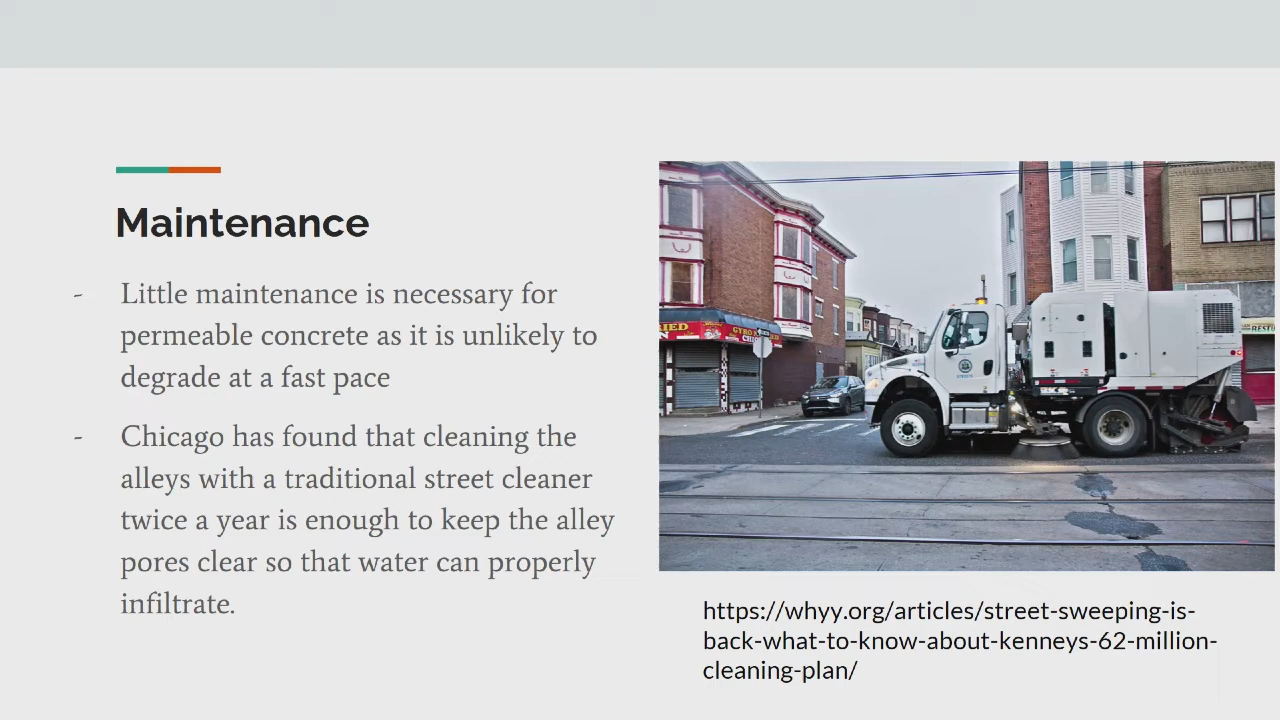 Maintenance
- Little maintenance is necessary for
permeable concrete as it is unlikely to
degrade at a fast pace
- Chicago has found that cleaning the
alleys with a traditional street cleaner
twice a year is enough to keep the alley
pores clear so that water can properly
infiltrate.
GYRO
https://whyy.org/articles/street-sweeping-is-
back-what-to-know-about-kenneys-62-million-
cleaning-plan/